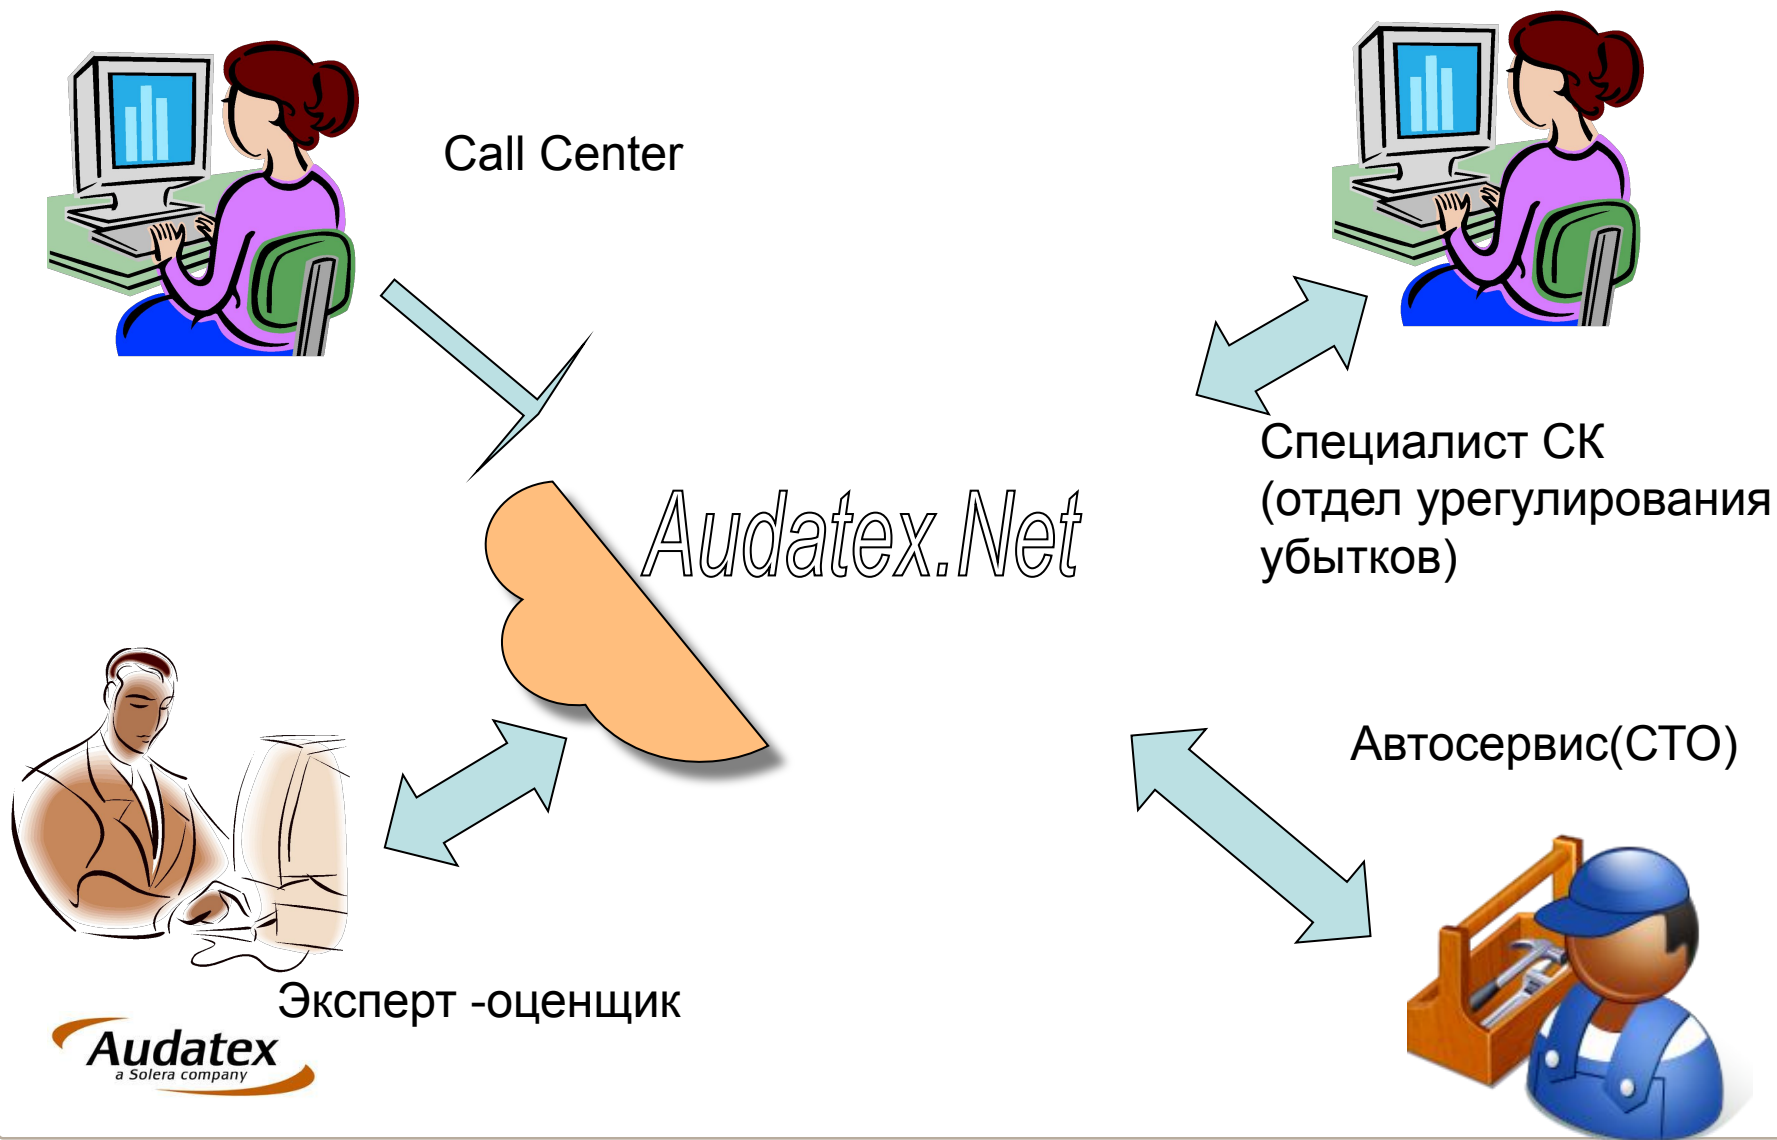 Call Center
Специалист СК
(отдел урегулирования
убытков)
Audatex.Net
Автосервис(СТО)
Эксперт -оценщик
Audatex
a Solera company